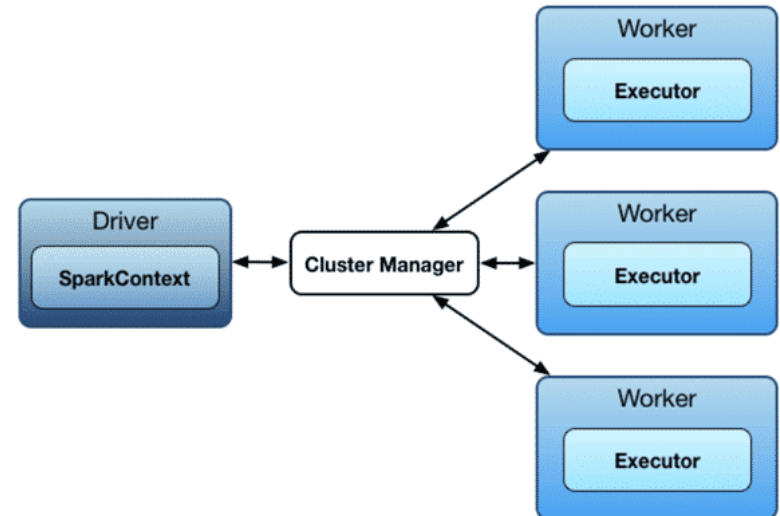 Worker
Executor
Driver
SparkContext
Cluster Manager
Worker
Executor
Worker
Executor